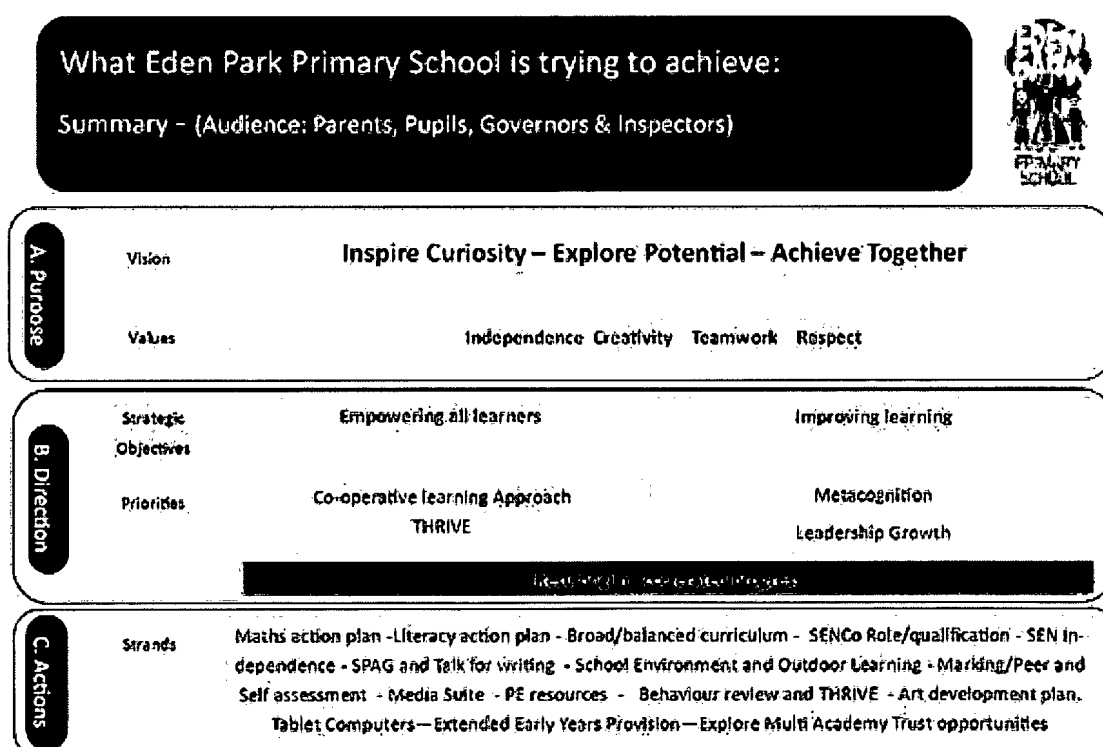 What Eden Park Primary School is trying to achieve:
Summary – (Audience: Parents, Pupils, Governors & Inspectors)
EDEN
PARK
PRIMARY
SCHOOL
A. Purpose
Vision
Inspire Curiosity – Explore Potential – Achieve Together
Values
Independence Creativity Teamwork Respect
B. Direction
Strategic
Objectives
Empowering all learners
Improving learning
Priorities
Co-operative learning Approach
THRIVE
Metacognition
Leadership Growth
C. Actions
Strands
Maths action plan -Literacy action plan - Broad/balanced curriculum - SENCo Role/qualification - SEN In-
dependence - SPAG and Talk for writing - School Environment and Outdoor Learning - Marking/Peer and
Self assessment - Media Suite - PE resources - Behaviour review and THRIVE - Art development plan.
Tablet Computers—Extended Early Years Provision—Explore Multi Academy Trust opportunities